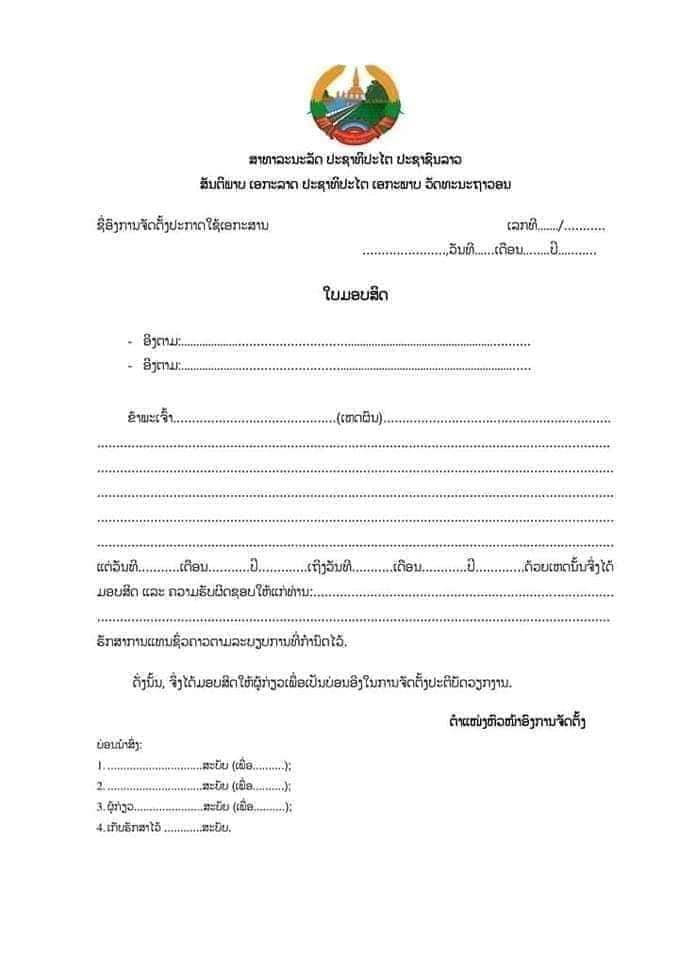 ສາທາລະນະລັດ ປະຊາທິປະໄຕ ປະຊາຊົນລາວ
ສັນຕິພາບ ເອກະລາດ ປະຊາທິປະໄຕ ເອກະພາບ ວັດທະນະຖາວອນ
ຊື່ອົງການຈັດຕັ້ງປະກາດໃຊ້ເອກະສານ ເລກທີ......./...........
......................,ວັນທີ......ເດືອນ........ປີ..........
ໃບມອບສິດ
- ອີງຕາມ:..........................................................................................
- ອີງຕາມ:..........................................................................................
ຂ້າພະເຈົ້າ...........................................(ເຫດຜົນ)............................................................
........................................................................................................................................
........................................................................................................................................
........................................................................................................................................
........................................................................................................................................
........................................................................................................................................
ແຕ່ວັນທີ...........ເດືອນ...........ປີ.............ເຖິງວັນທີ...........ເດືອນ............ປີ.............ດ້ວຍເຫດນັ້ນຈຶ່ງໄດ້
ມອບສິດ ແລະ ຄວາມຮັບຜິດຊອບໃຫ້ແກ່ທ່ານ:................................................................................
........................................................................................................................................
ຮັກສາການແທນຊົ່ວຄາວຕາມລະບຽບການທີ່ກຳນົດໄວ້.
ດັ່ງນັ້ນ, ຈຶ່ງໄດ້ມອບສິດໃຫ້ຜູ້ກ່ຽວເພື່ອເປັນບ່ອນອີງໃນການຈັດຕັ້ງປະຕິບັດວຽກງານ.
ຕຳແໜ່ງຫົວໜ້າອົງການຈັດຕັ້ງ
ບ່ອນນຳສົ່ງ:
1. ..............................ສະບັບ (ເພື່ອ..........);
2. ..............................ສະບັບ (ເພື່ອ..........);
3. ຜູ້ກ່ຽວ......................ສະບັບ (ເພື່ອ..........);
4. ເກັບຮັກສາໄວ້ ............ສະບັບ.